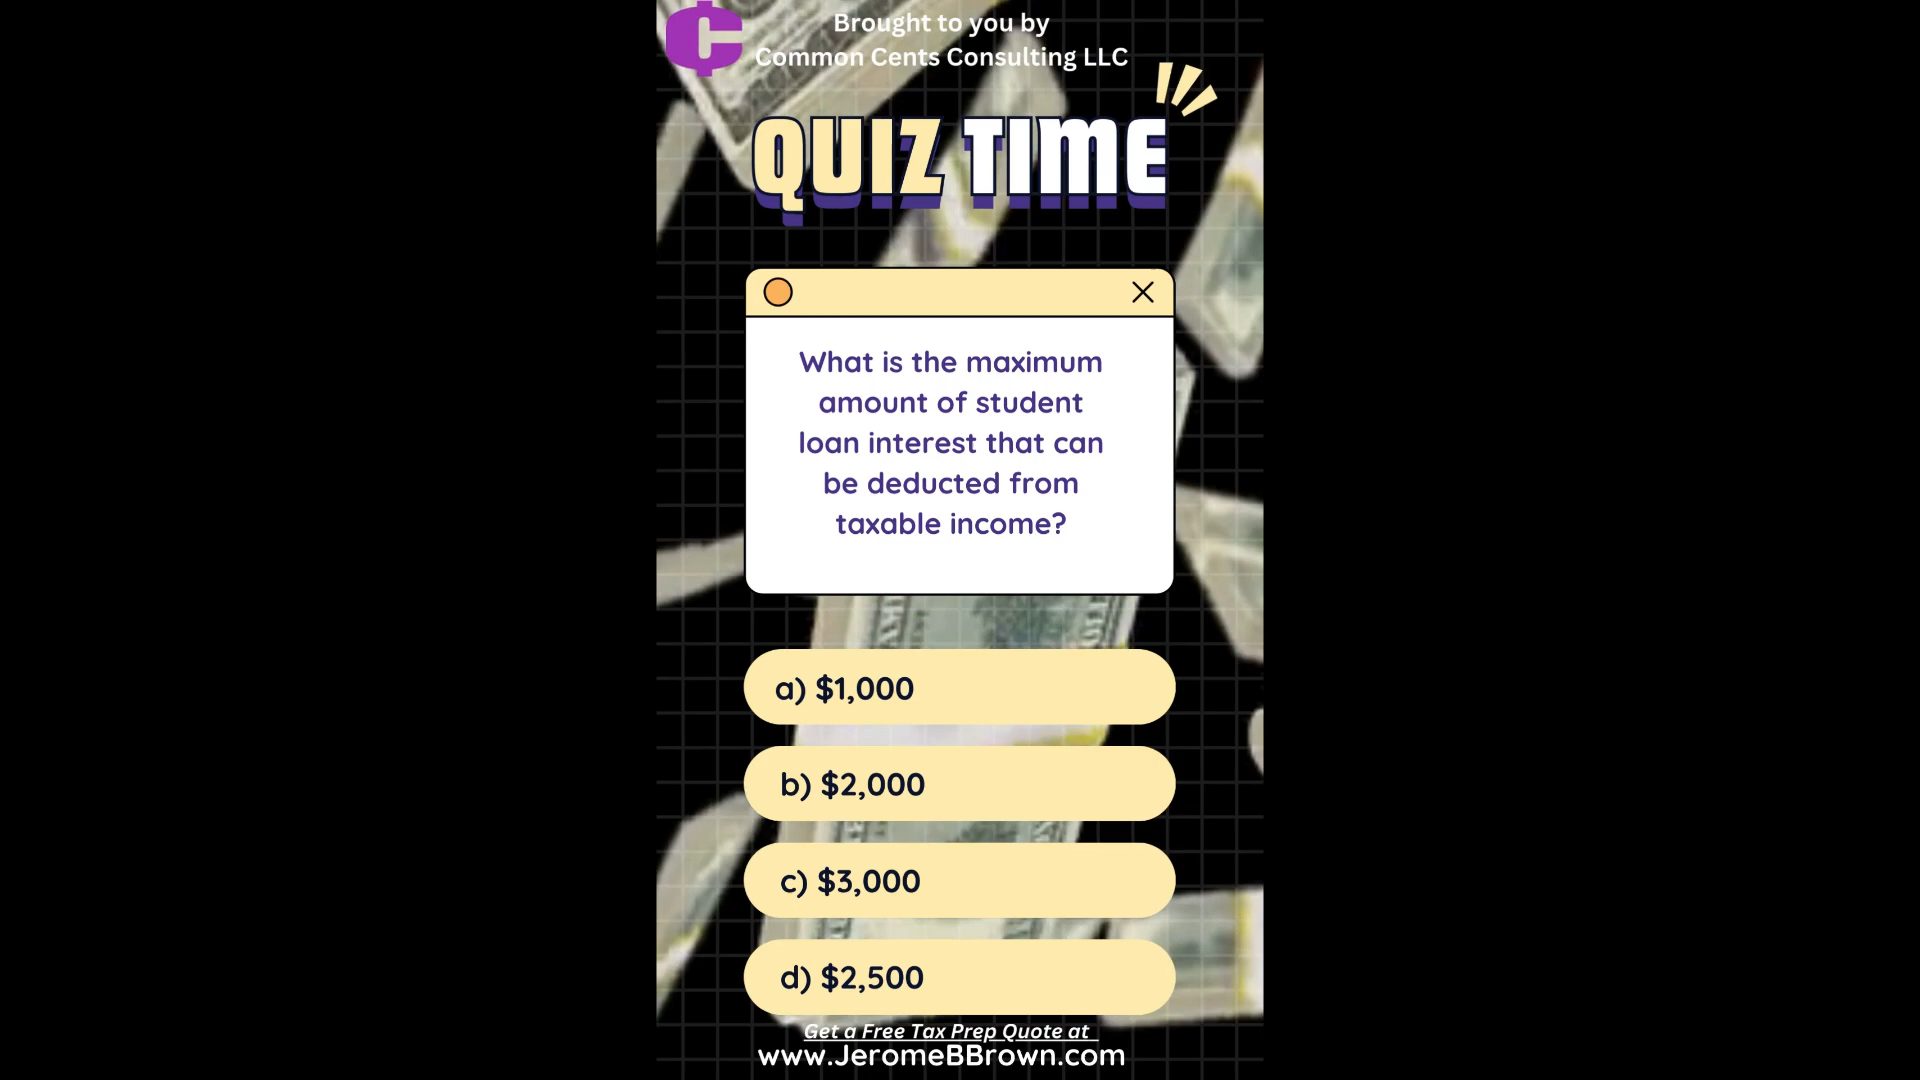 Brought to you by
Common Cents Consulting LLC
QUIZ TIME
What is the maximum
amount of student
loan interest that can
be deducted from
taxable income?
a) $1,000
b) $2,000
c) $3,000
d) $2,500
Get a Free Tax Prep Quote at
www.JeromeBBrown.com